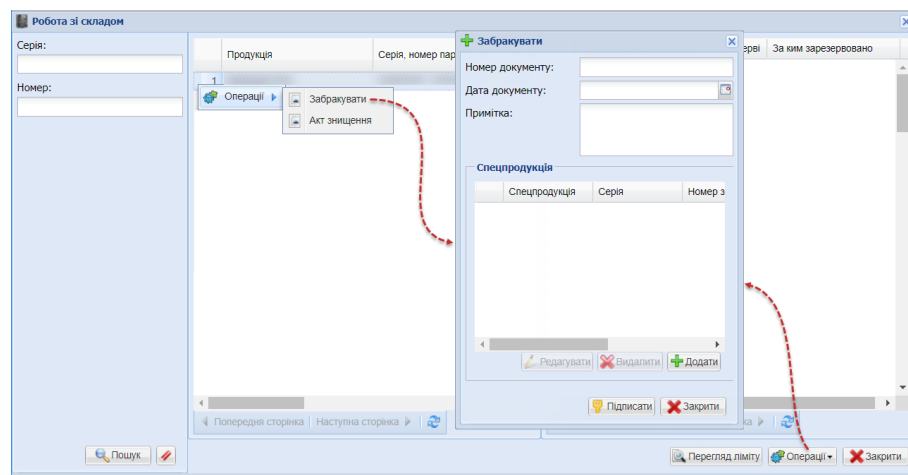 Робота зі складом
Серія:
Номер:
Пошук
Продукція
Серія, номер пар
рві
За ким зарезервовано
1
Операції
Забракувати
Акт знищення
Попередня сторінка
Наступна сторінка
Забракувати
Номер документу:
Дата документу:
Примітка:
Спецпродукція
Спецпродукція
Серія
Номер з
Редагувати
Видалити
Додати
Підписати
Закрити
ка
Перегляд ліміту
Операції
Закрити